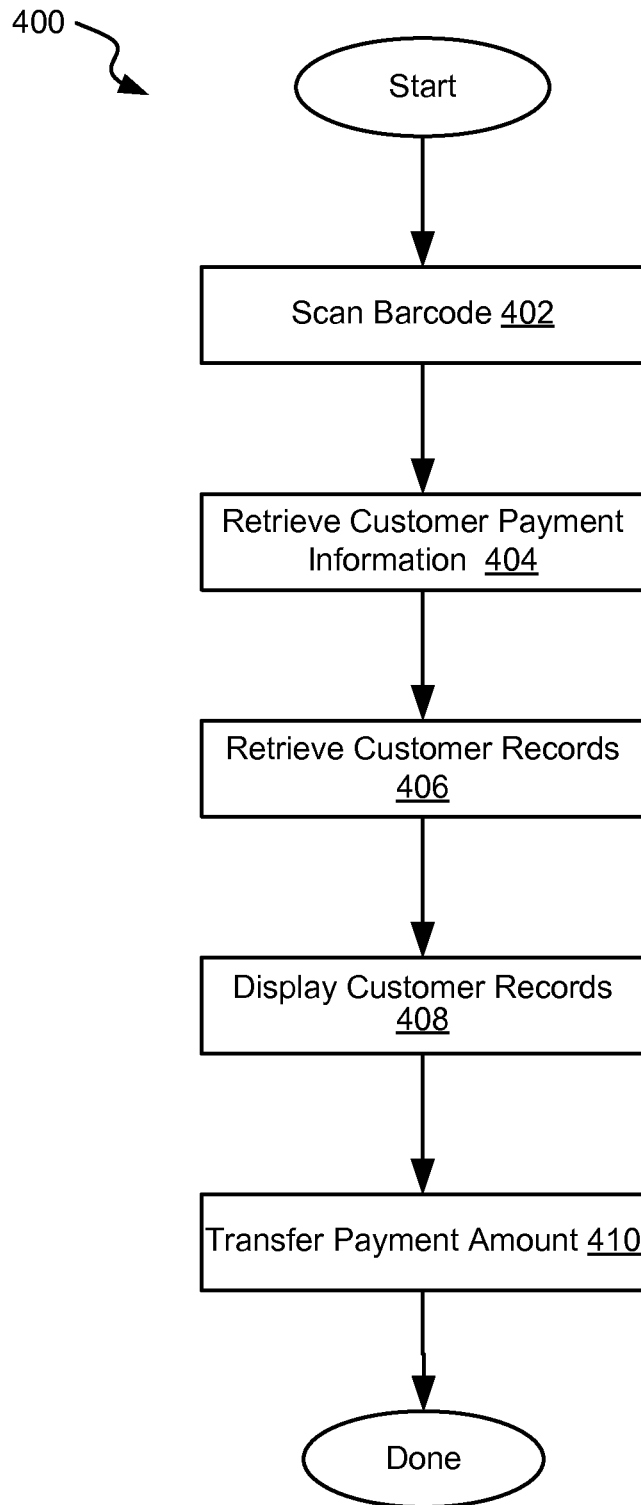 400
Start
Scan Barcode 402
Retrieve Customer Payment
Information 404
Retrieve Customer Records
406
Display Customer Records
408
Transfer Payment Amount 410
Done